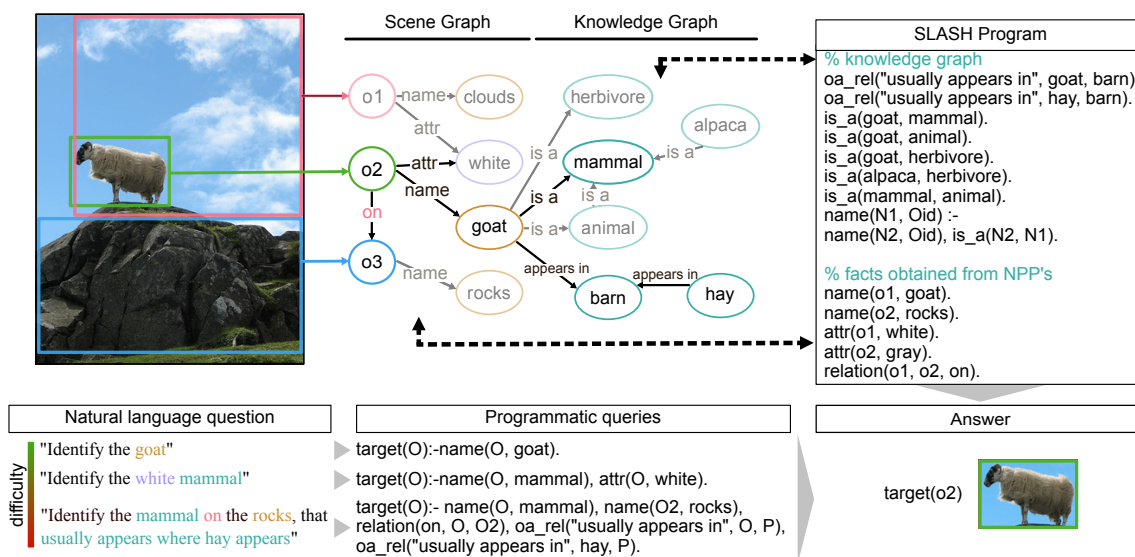 Scene Graph
Knowledge Graph
SLASH Program
o1
name
clouds
attr
white
o2
attr
name
on
goat
o3
name
rocks
herbivore
alpaca
is a
is a
mammal
is a
is a
is a
animal
appears in
appears in
barn
hay
% knowledge graph
oa_rel("usually appears in", goat, barn)
oa_rel("usually appears in", hay, barn).
is_a(goat, mammal).
is_a(goat, animal).
is_a(goat, herbivore).
is_a(alpaca, herbivore).
is_a(mammal, animal).
name(N1, Oid) :-
name(N2, Oid), is_a(N2, N1).
% facts obtained from NPP's
name(o1, goat).
name(o2, rocks).
attr(o1, white).
attr(o2, gray).
relation(o1, o2, on).
Natural language question
Programmatic queries
Answer
difficulty
"Identify the goat"
target(O):-name(O, goat).
"Identify the white mammal"
target(O):-name(O, mammal), attr(O, white).
"Identify the mammal on the rocks, that
usually appears where hay appears"
target(O):- name(O, mammal), name(O2, rocks),
relation(on, O, O2), oa_rel("usually appears in", O, P),
oa_rel("usually appears in", hay, P).
target(o2)